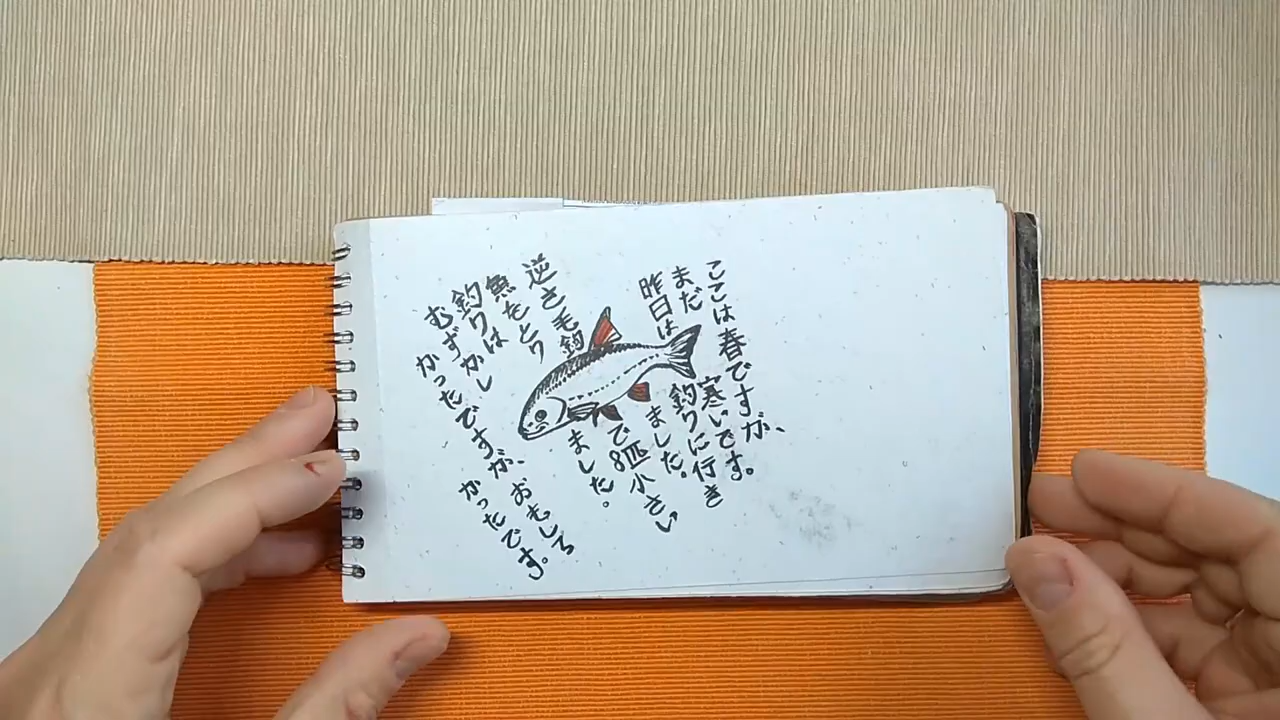 ここは春ですが、
まだ寒いです。
昨日は釣りに行き
ました。
逆さ毛釣で8匹小さい
魚をとりました。
釣りは
むずかし
かったですが、おもしろ
かったです。